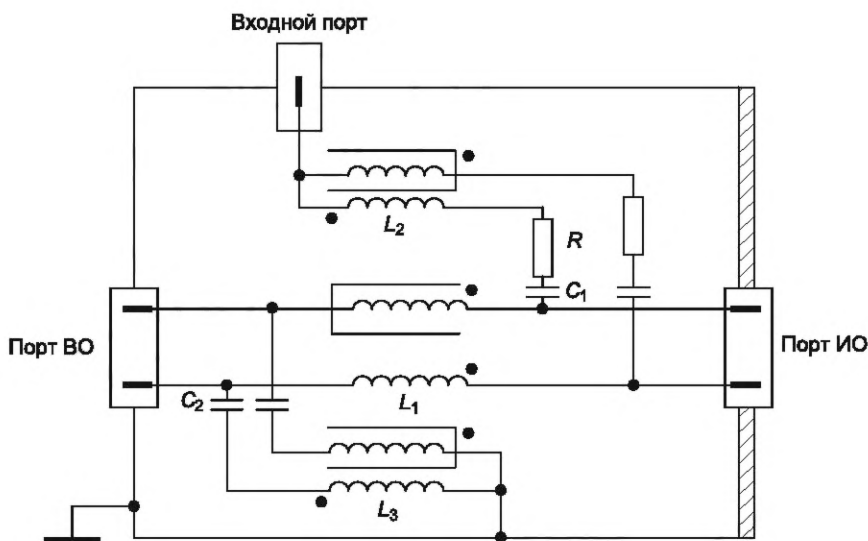 Входной порт
L2
R
C1
Порт ВО
Порт ИО
C2
L1
L3